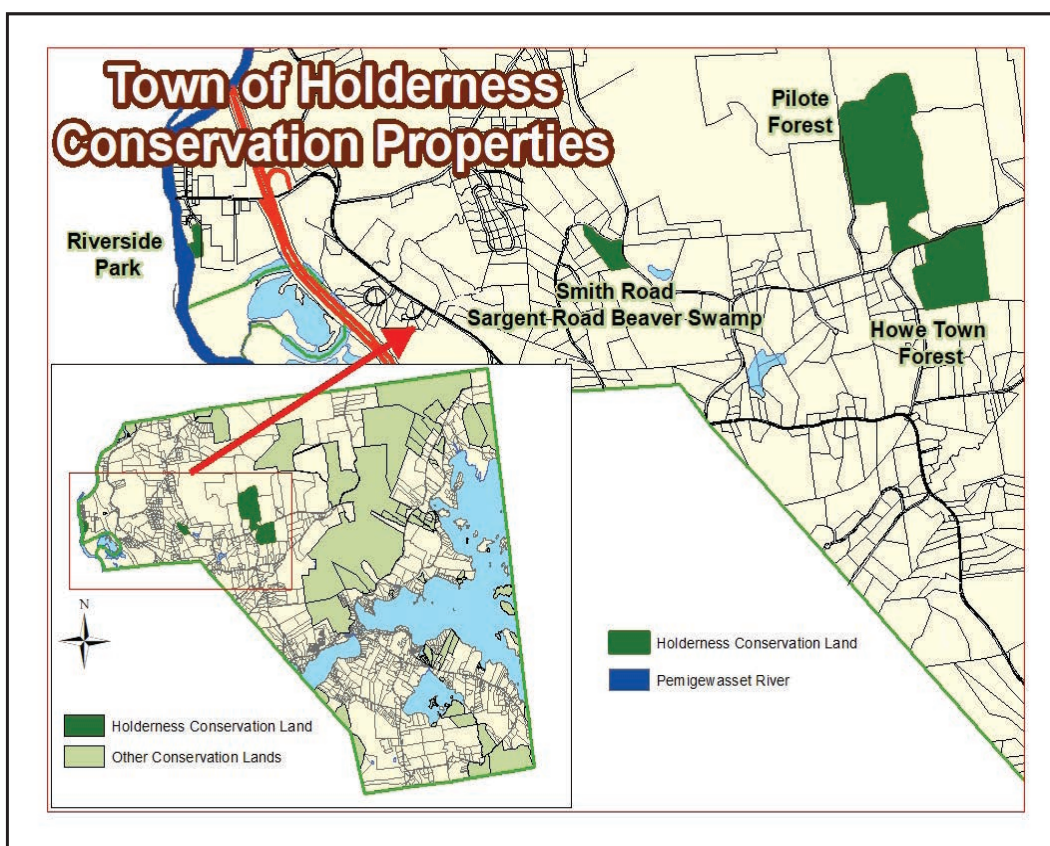 Town of Holderness
Conservation Properties
Pilote
Forest
Riverside
Park
Smith Road
Sargent Road Beaver Swamp
Howe Town
Forest
N
Holderness Conservation Land
Other Conservation Lands
Holderness Conservation Land
Pemigewasset River